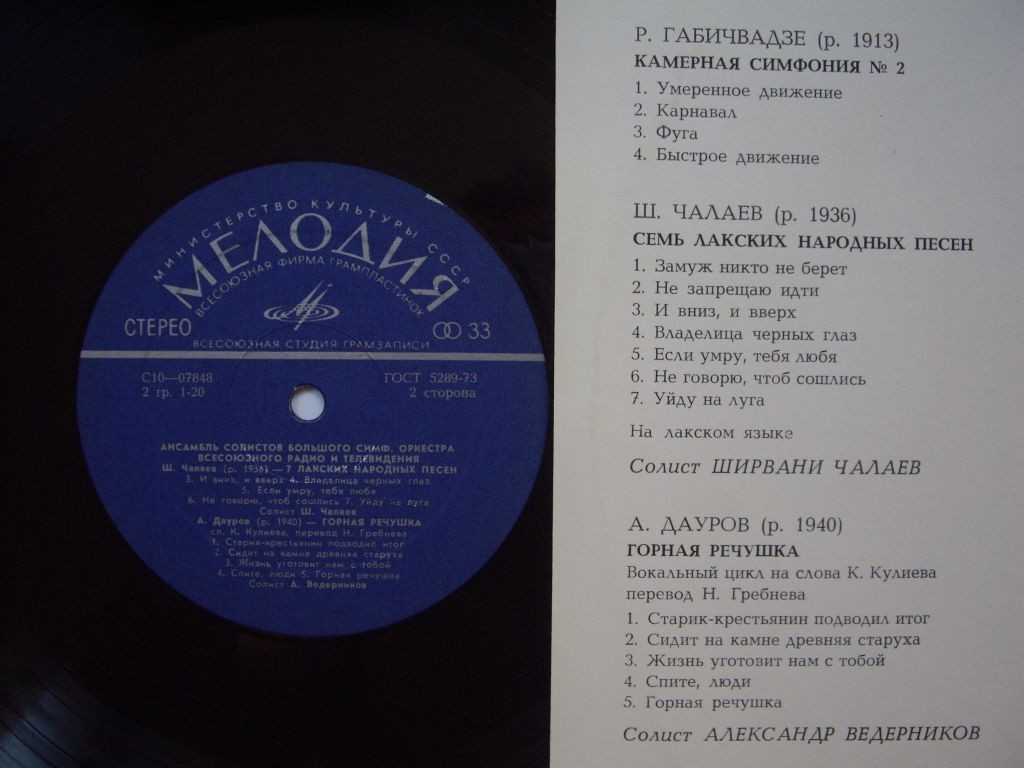 МИНИСТЕРСТВО КУЛЬТУРЫ СССР
МЕЛОДИЯ
ВСЕСОЮЗНАЯ ФИРМА ГРАМПЛАСТИНОК
СТЕРЕО
33
ВСЕСОЮЗНАЯ СТУДИЯ ГРАМЗАПИСИ
С10—07848
ГОСТ 5289-73
2 гр. 1-20
2 сторона
АНСАМБЛЬ СОЛИСТОВ БОЛЬШОГО СИМФ. ОРКЕСТРА
ВСЕСОЮЗНОГО РАДИО И ТЕЛЕВИДЕНИЯ
Ш. Чалаев (р. 1936) — 7 ЛАКСКИХ НАРОДНЫХ ПЕСЕН
3. И вниз, и вверх 4. Владелица черных глаз
5. Если умру, тебя любя
6. Не говорю, чтоб сошлись 7. Уйду на луга
Солист Ш. Чалаев
А. Дауров (р. 1940) — ГОРНАЯ РЕЧУШКА
сл. К. Кулиева, перевод Н. Гребнева
1. Старик-крестьянин подводил итог
2. Сидит на камне древняя старуха
3. Жизнь уготовит нам с тобой
4. Спите, люди 5. Горная речушка
Солист А. Ведерников
Р. ГАБИЧВАДЗЕ (р. 1913)
КАМЕРНАЯ СИМФОНИЯ № 2
1. Умеренное движение
2. Карнавал
3. Фуга
4. Быстрое движение
Ш. ЧАЛАЕВ (р. 1936)
СЕМЬ ЛАКСКИХ НАРОДНЫХ ПЕСЕН
1. Замуж никто не берет
2. Не запрещаю идти
3. И вниз, и вверх
4. Владелица черных глаз
5. Если умру, тебя любя
6. Не говорю, чтоб сошлись
7. Уйду на луга
На лакском языке
Солист ШИРВАНИ ЧАЛАЕВ
А. ДАУРОВ (р. 1940)
ГОРНАЯ РЕЧУШКА
Вокальный цикл на слова К. Кулиева
перевод Н. Гребнева
1. Старик-крестьянин подводил итог
2. Сидит на камне древняя старуха
3. Жизнь уготовит нам с тобой
4. Спите, люди
5. Горная речушка
Солист АЛЕКСАНДР ВЕДЕРНИКОВ